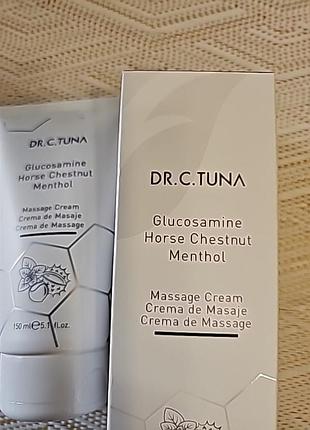 DR.C.TUNA
Glucosamine
Horse Chestnut
Menthol
Massage Cream
Crema de Masaje
Crema de Massage
150 ml ℮ 5.1 fl.oz.
DR.C.TUNA
Glucosamine
Horse Chestnut
Menthol
Massage Cream
Crema de Masaje
Crema de Massage